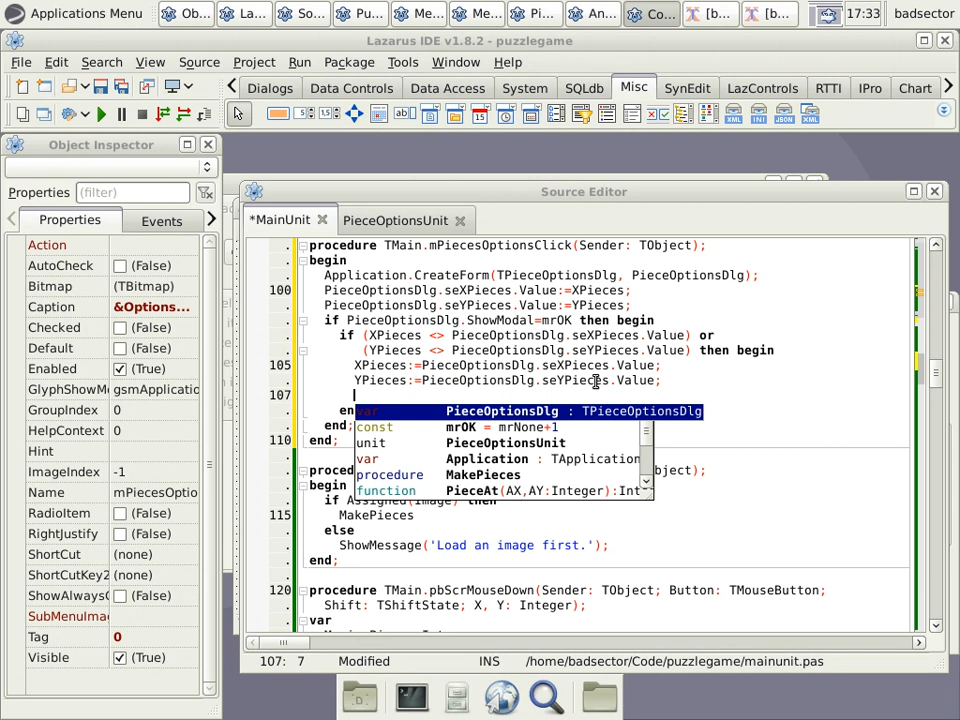 Applications Menu
Ob...
La...
So...
Pu...
Me...
Me...
Pi...
An...
Co...
[b...
[b...
17:33
badsector
Lazarus IDE v1.8.2 - puzzlegame
File Edit Search View Source Project Run Package Tools Window Help
Dialogs Data Controls Data Access System SQLdb Misc SynEdit LazControls RTTI IPro Chart
Object Inspector
Properties (filter)
Properties Events
Action
AutoCheck (False)
Bitmap (TBitmap)
Caption &Options...
Checked (False)
Default (False)
Enabled (True)
GlyphShowM gsmApplicatio
GroupIndex 0
HelpContext 0
Hint
ImageIndex -1
Name mPiecesOptio
RadioItem (False)
RightJustify (False)
ShortCut (none)
ShortCutKey2 (none)
ShowAlways (False)
SubMenuIma
Tag 0
Visible (True)
Source Editor
*MainUnit PieceOptionsUnit
procedure TMain.mPiecesOptionsClick(Sender: TObject);
begin
Application.CreateForm(TPieceOptionsDlg, PieceOptionsDlg);
100 PieceOptionsDlg.seXPieces.Value:=XPieces;
PieceOptionsDlg.seYPieces.Value:=YPieces;
if PieceOptionsDlg.ShowModal=mrOK then begin
if (XPieces <> PieceOptionsDlg.seXPieces.Value) or
(YPieces <> PieceOptionsDlg.seYPieces.Value) then begin
105 XPieces:=PieceOptionsDlg.seXPieces.Value;
YPieces:=PieceOptionsDlg.seYPieces.Value;
107
en var PieceOptionsDlg : TPieceOptionsDlg
const mrOK = mrNone+1
end;
unit PieceOptionsUnit
110 end;
var Application : TApplication
proced procedure MakePieces bject);
begin function PieceAt(AX,AY:Integer):Int
if Assigned(Image) then
115 MakePieces
else
ShowMessage('Load an image first.');
end;
120 procedure TMain.pbScrMouseDown(Sender: TObject; Button: TMouseButton;
Shift: TShiftState; X, Y: Integer);
var
107: 7 Modified INS /home/badsector/Code/puzzlegame/mainunit.pas